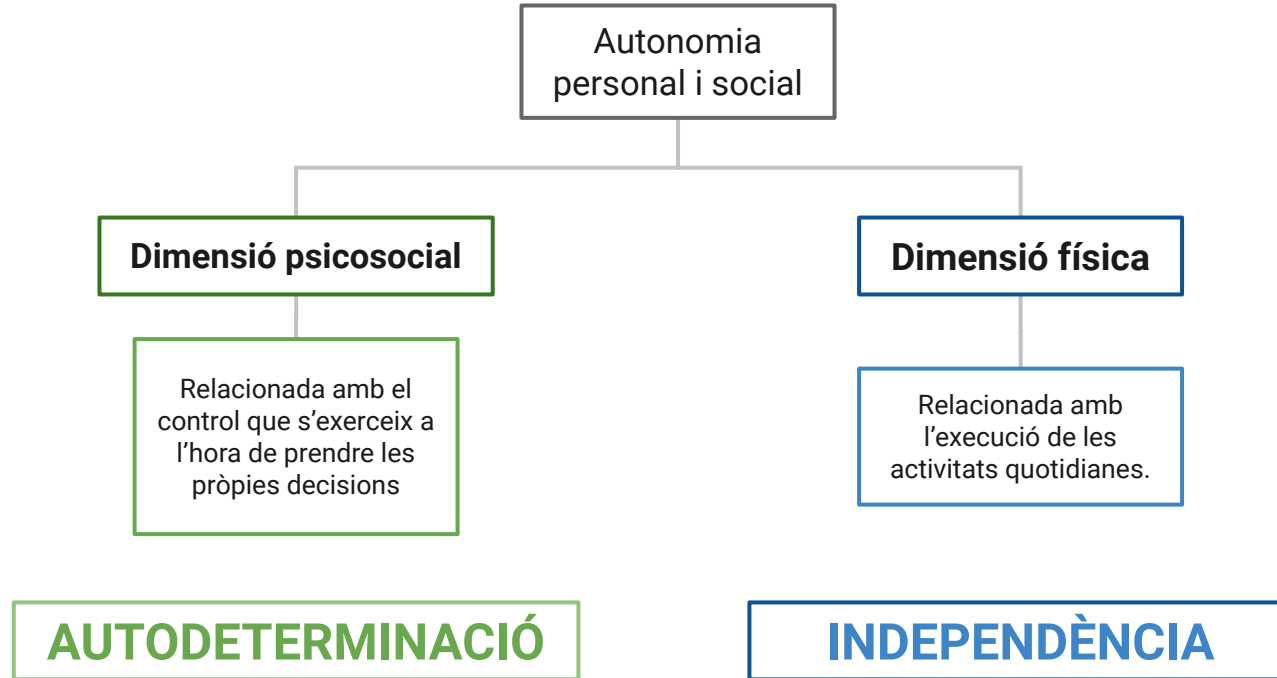 Autonomia
personal i social
Dimensió psicosocial
Dimensió física
Relacionada amb el
control que s’exerceix a
l’hora de prendre les
pròpies decisions
Relacionada amb
l’execució de les
activitats quotidianes.
AUTODETERMINACIÓ
INDEPENDÈNCIA